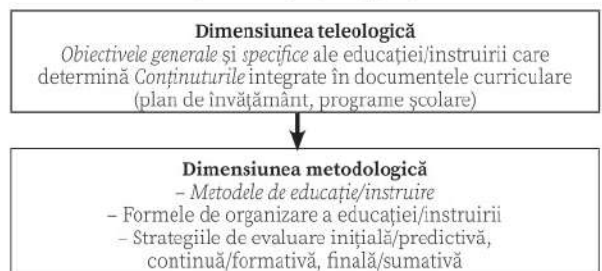 Dimensiunea teleologică
Obiectivele generale și specifice ale educației/instruirii care
determină Conținuturile integrate în documentele curriculare
(plan de învățământ, programe școlare)
Dimensiunea metodologică
– Metodele de educație/instruire
– Formele de organizare a educației/instruirii
– Strategiile de evaluare inițială/predictivă,
continuă/formativă, finală/sumativă